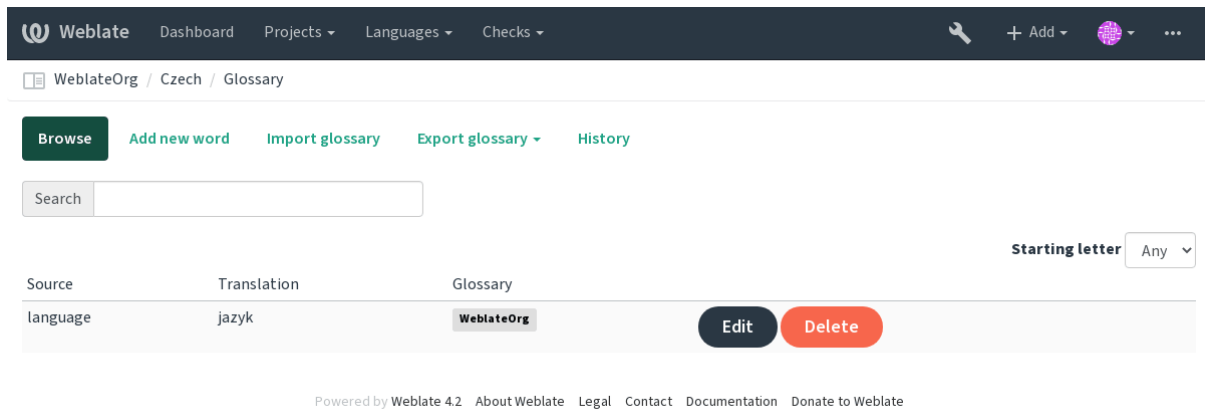 Weblate Dashboard Projects Languages Checks Add
WeblateOrg / Czech / Glossary
Browse Add new word Import glossary Export glossary History
Search
Starting letter Any
Source Translation Glossary
language jazyk WeblateOrg Edit Delete
Powered by Weblate 4.2 About Weblate Legal Contact Documentation Donate to Weblate